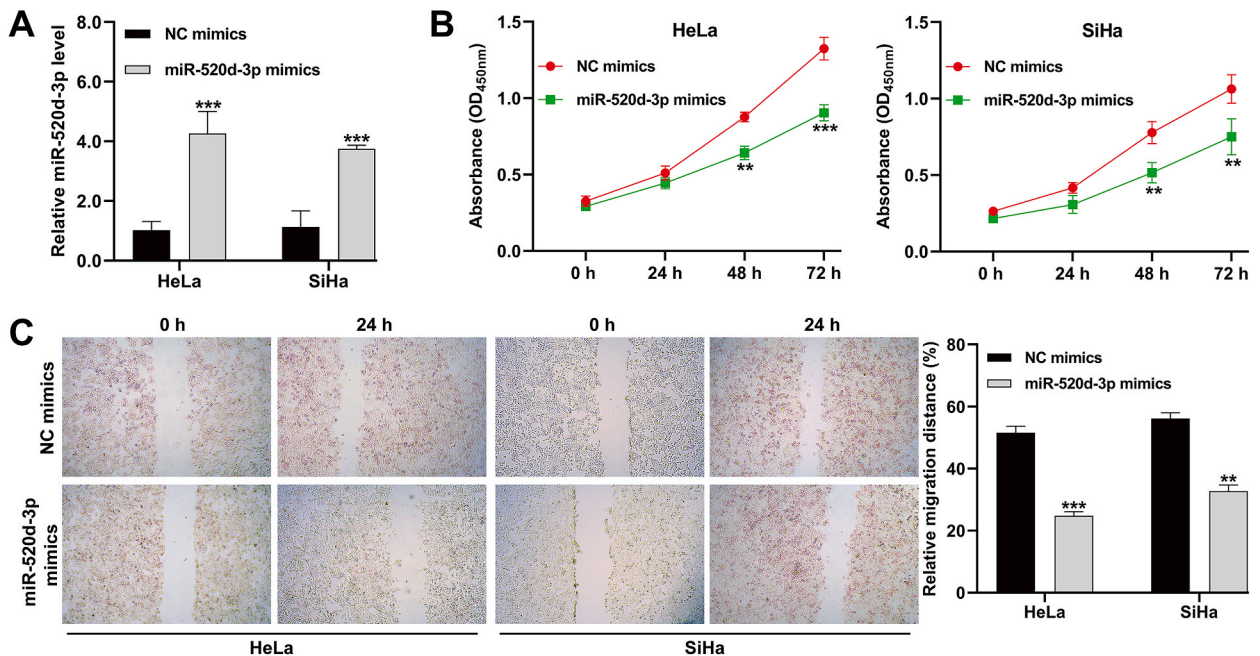 A
Relative miR-520d-3p level
8.0
6.0
4.0
2.0
0.0
NC mimics
miR-520d-3p mimics
***
***
HeLa
SiHa
B
HeLa
Absorbance (OD450nm)
1.5
1.0
0.5
0.0
NC mimics
miR-520d-3p mimics
**
***
0 h
24 h
48 h
72 h
SiHa
Absorbance (OD450nm)
1.5
1.0
0.5
0.0
NC mimics
miR-520d-3p mimics
**
**
0 h
24 h
48 h
72 h
C
0 h
24 h
0 h
24 h
NC mimics
miR-520d-3p
mimics
HeLa
SiHa
Relative migration distance (%)
80
60
40
20
0
NC mimics
miR-520d-3p mimics
***
**
HeLa
SiHa